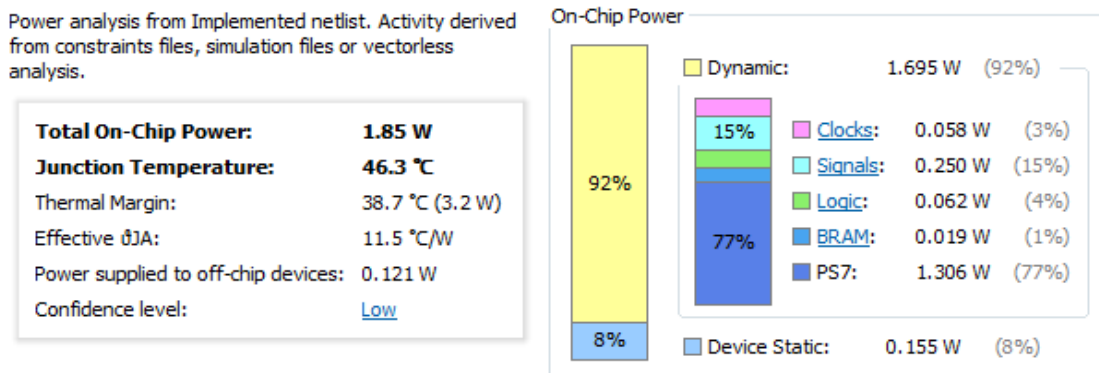 Power analysis from Implemented netlist. Activity derived
from constraints files, simulation files or vectorless
analysis.
Total On-Chip Power: 1.85 W
Junction Temperature: 46.3 °C
Thermal Margin: 38.7 °C (3.2 W)
Effective ϑJA: 11.5 °C/W
Power supplied to off-chip devices: 0.121 W
Confidence level: Low
On-Chip Power
92%
8%
Dynamic: 1.695 W (92%)
15%
77%
Clocks: 0.058 W (3%)
Signals: 0.250 W (15%)
Logic: 0.062 W (4%)
BRAM: 0.019 W (1%)
PS7: 1.306 W (77%)
Device Static: 0.155 W (8%)